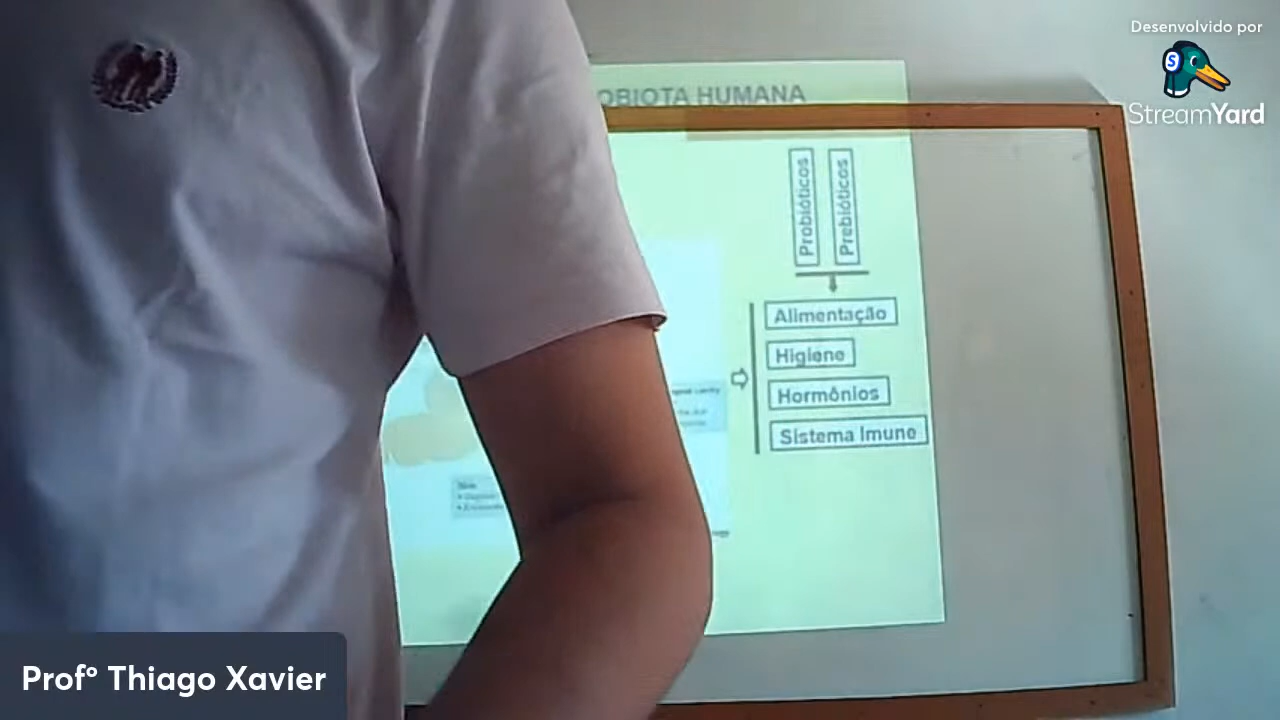 Desenvolvido por
StreamYard
OBIOTA HUMANA
Probióticos
Prebióticos
Alimentação
Higiene
Hormônios
Sistema Imune
Profº Thiago Xavier